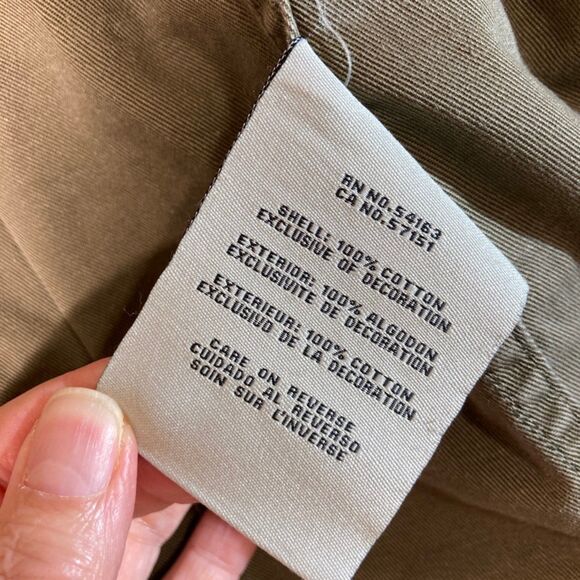 RN NO.54163
CA NO.57151
SHELL: 100% COTTON
EXCLUSIVE OF DECORATION
EXTERIOR: 100% ALGODON
EXCLUSIVITE DE DECORATION
EXTERIEUR: 100% COTTON
EXCLUSIVO DE LA DECORATION
CARE ON REVERSE
CUIDADO AL REVERSO
SOIN SUR L'INVERSE